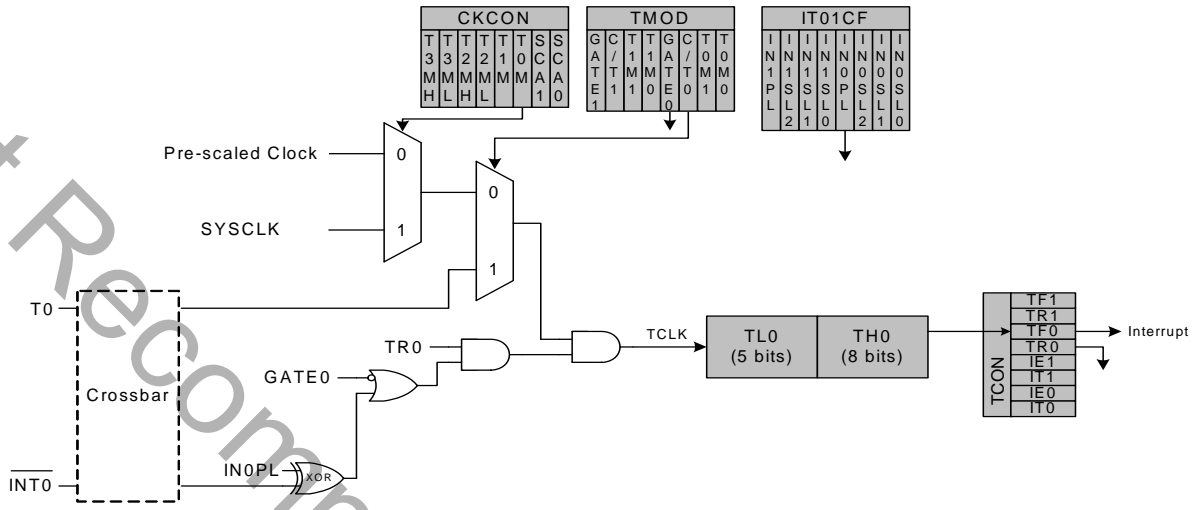 CKCON
T3MH T3ML T2MH T2ML T1M T0M SCA1 SCA0
TMOD
GATE1 C/T1 T1M1 T1M0 GATE0 C/T0 T0M1 T0M0
IT01CF
IN1PL IN1SL2 IN1SL1 IN1SL0 IN0PL IN0SL2 IN0SL1 IN0SL0
Pre-scaled Clock
0
SYSCLK
1
0
1
T0
Crossbar
INT0
TR0
GATE0
IN0PL
XOR
TCLK
TL0
(5 bits)
TH0
(8 bits)
TCON
TF1
TR1
TF0
TR0
IE1
IT1
IE0
IT0
Interrupt